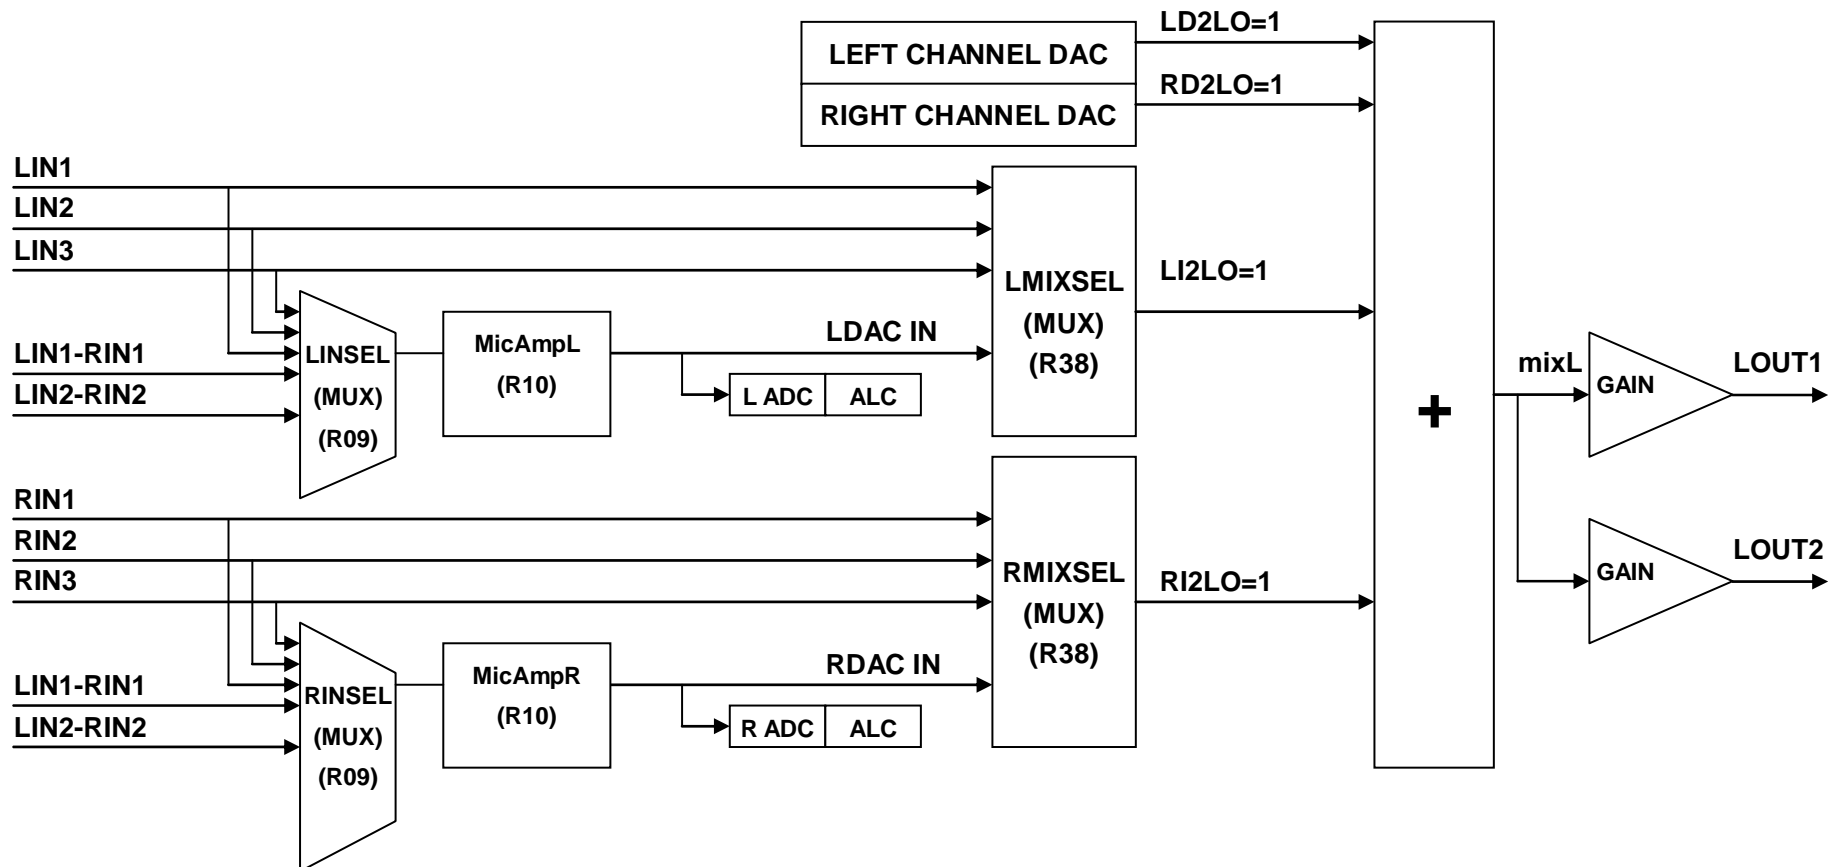 LD2LO=1
LEFT CHANNEL DAC
RD2LO=1
RIGHT CHANNEL DAC
LIN1
LIN2
LIN3
LMIXSEL
(MUX)
(R38)
LI2LO=1
LINSEL
(MUX)
(R09)
MicAmpL
(R10)
LDAC IN
LIN1-RIN1
LIN2-RIN2
L ADC
ALC
+
mixL
GAIN
LOUT1
RIN1
RIN2
RIN3
RMIXSEL
(MUX)
(R38)
RI2LO=1
GAIN
LOUT2
RINSEL
(MUX)
(R09)
MicAmpR
(R10)
RDAC IN
LIN1-RIN1
LIN2-RIN2
R ADC
ALC